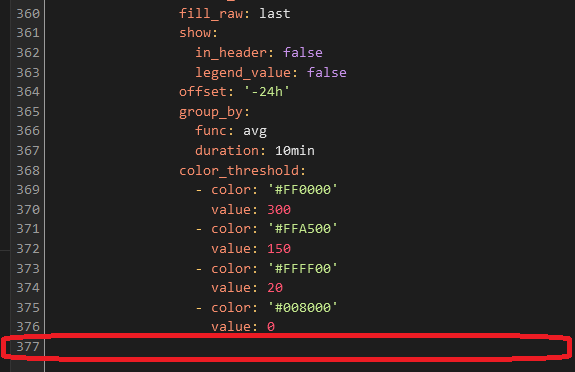 360 fill_raw: last
361 show:
362 in_header: false
363 legend_value: false
364 offset: '-24h'
365 group_by:
366 func: avg
367 duration: 10min
368 color_threshold:
369 - color: '#FF0000'
370 value: 300
371 - color: '#FFA500'
372 value: 150
373 - color: '#FFFF00'
374 value: 20
375 - color: '#008000'
376 value: 0
377